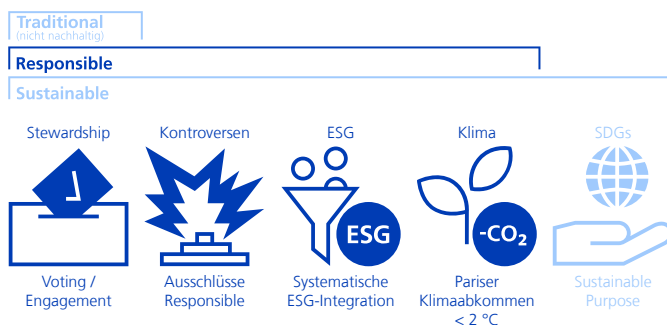 Traditional
(nicht nachhaltig)
Responsible
Sustainable
Stewardship
Kontroversen
ESG
Klima
SDGs
ESG
-CO₂
Voting /
Engagement
Ausschlüsse
Responsible
Systematische
ESG-Integration
Pariser
Klimaabkommen
< 2 °C
Sustainable
Purpose